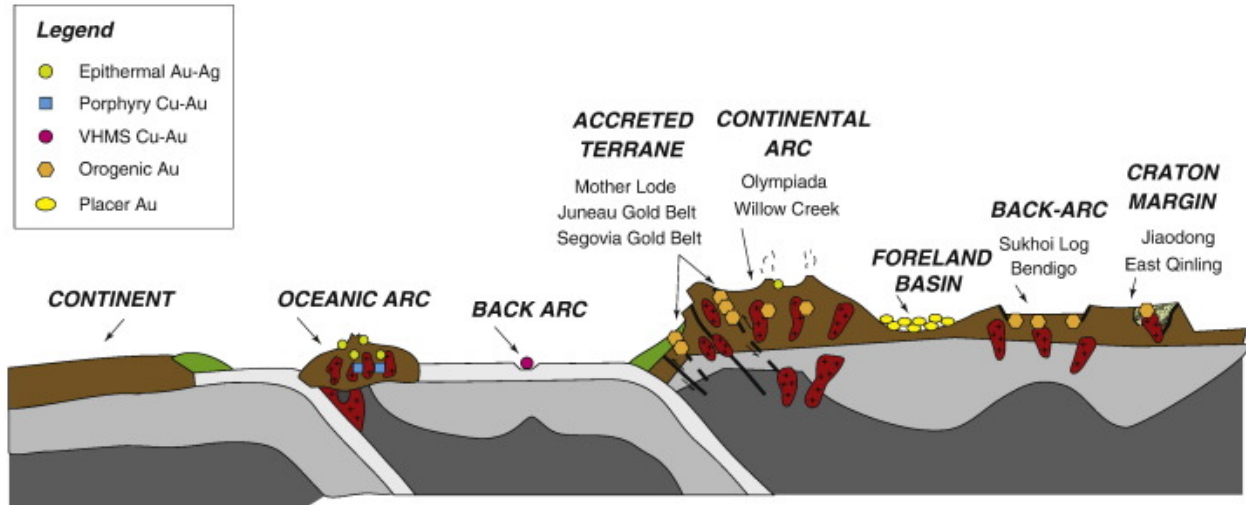 Legend
Epithermal Au-Ag
Porphyry Cu-Au
VHMS Cu-Au
Orogenic Au
Placer Au
CONTINENT
OCEANIC ARC
BACK ARC
ACCRETED
TERRANE
Mother Lode
Juneau Gold Belt
Segovia Gold Belt
CONTINENTAL
ARC
Olympiada
Willow Creek
FORELAND
BASIN
BACK-ARC
Sukhoi Log
Bendigo
CRATON
MARGIN
Jiaodong
East Qinling